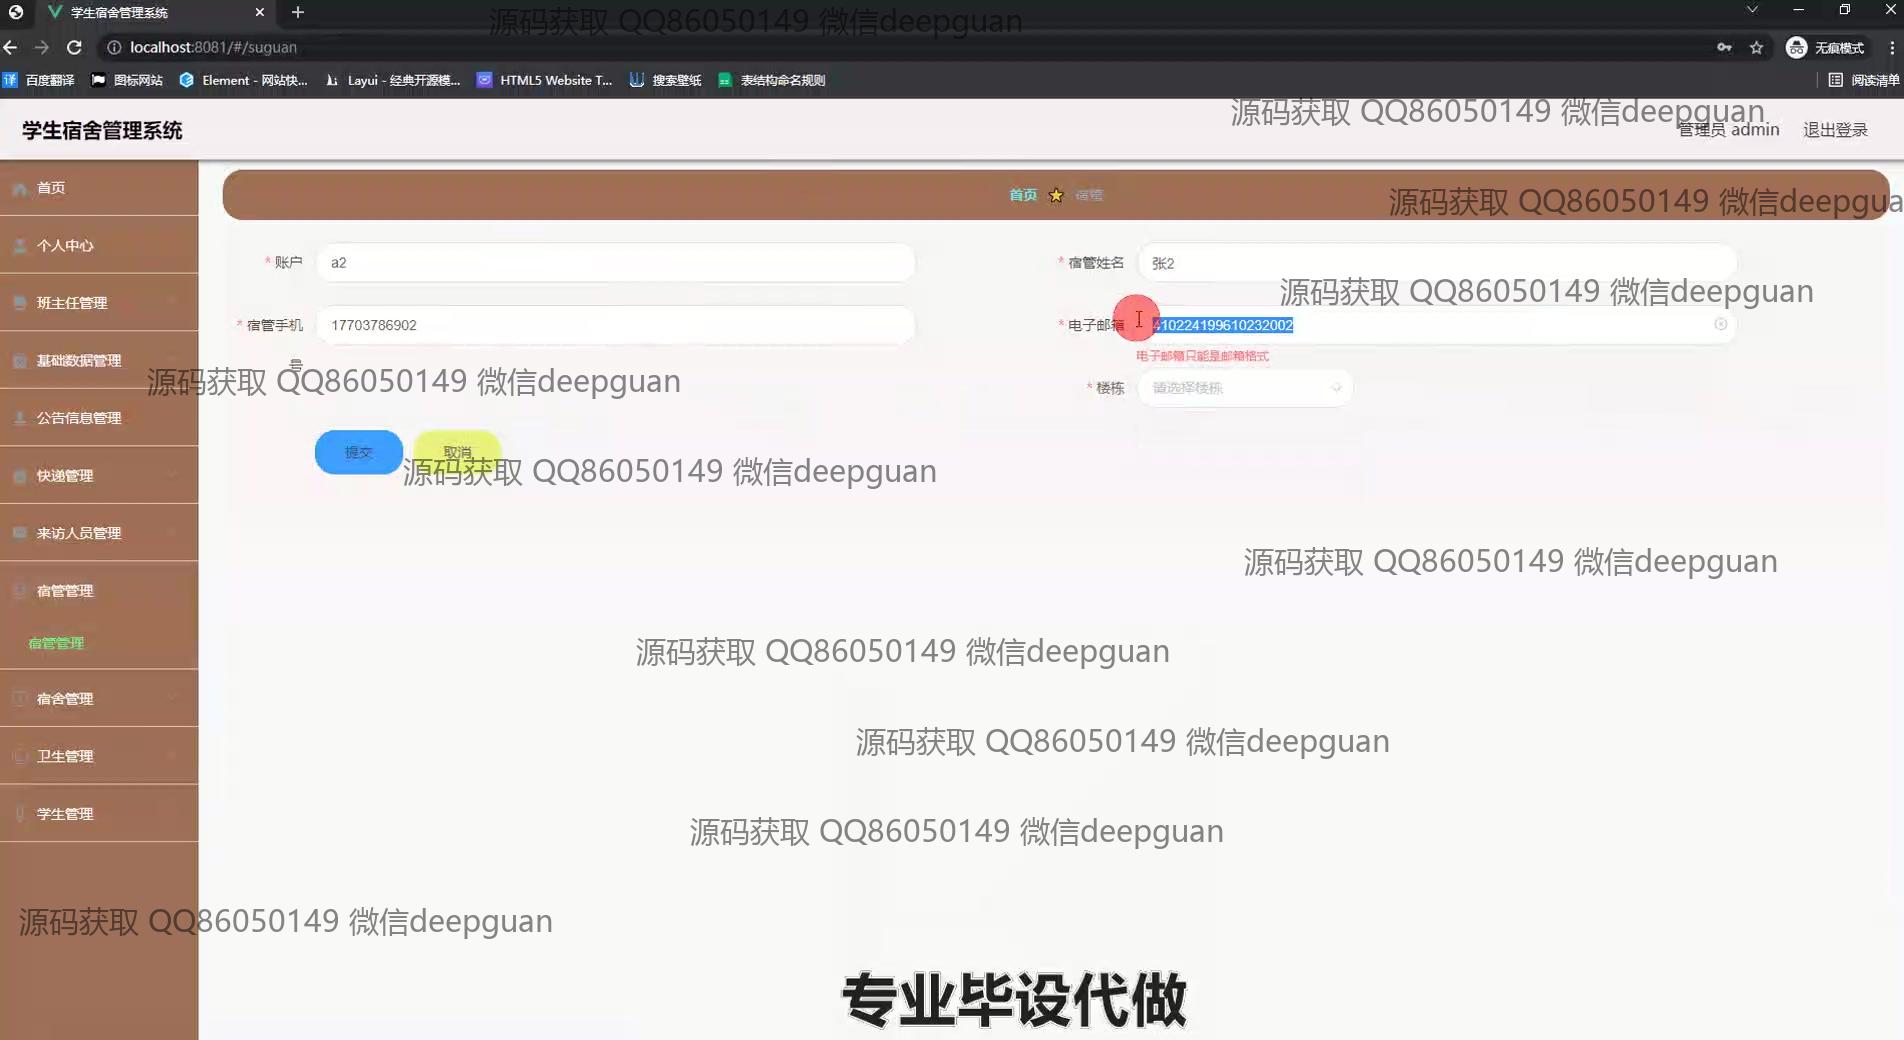 学生宿舍管理系统
源码获取 QQ86050149 微信deepguan
localhost:8081/#/suguan
无痕模式
百度翻译
图标网站
Element - 网站快...
Layui - 经典开源模...
HTML5 Website T...
搜索壁纸
表结构命名规则
阅读清单
源码获取 QQ86050149 微信deepguan
学生宿舍管理系统
管理员 admin
退出登录
首页
首页
宿管
源码获取 QQ86050149 微信deepgua
个人中心
* 账户
a2
* 宿管姓名
张2
源码获取 QQ86050149 微信deepguan
班主任管理
* 宿管手机号
17703786902
* 电子邮箱
410224199610232002
电子邮箱只能是邮箱格式
基础数据管理
源码获取 QQ86050149 微信deepguan
* 楼栋
请选择楼栋
公告信息管理
提交
取消
源码获取 QQ86050149 微信deepguan
快递管理
来访人员管理
源码获取 QQ86050149 微信deepguan
宿管管理
宿管管理
源码获取 QQ86050149 微信deepguan
宿舍管理
源码获取 QQ86050149 微信deepguan
卫生管理
学生管理
源码获取 QQ86050149 微信deepguan
源码获取 QQ86050149 微信deepguan
专业毕设代做